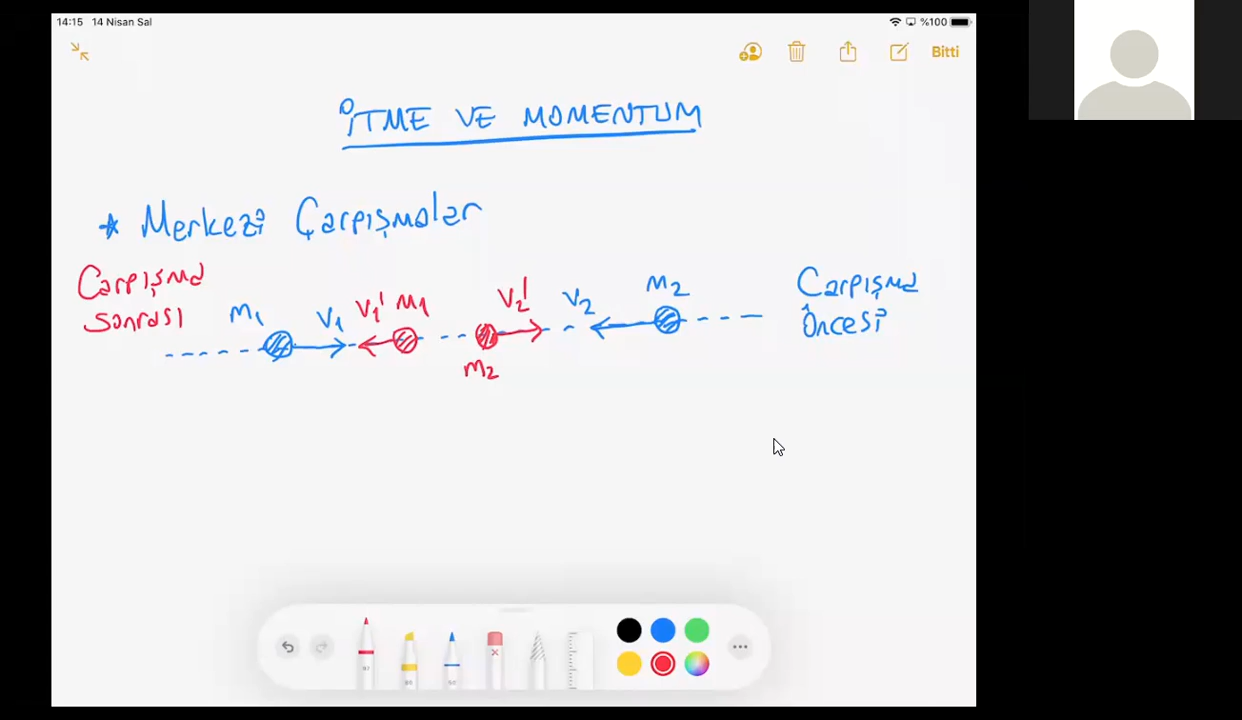 14:15 14 Nisan Sal
%100
Bitti
İTME VE MOMENTUM
* Merkezi Çarpışmalar
Çarpışma
sonrası
m₁
V₁
V₁' m₁
V₂'
m₂
V₂
m₂
Çarpışma
Öncesi